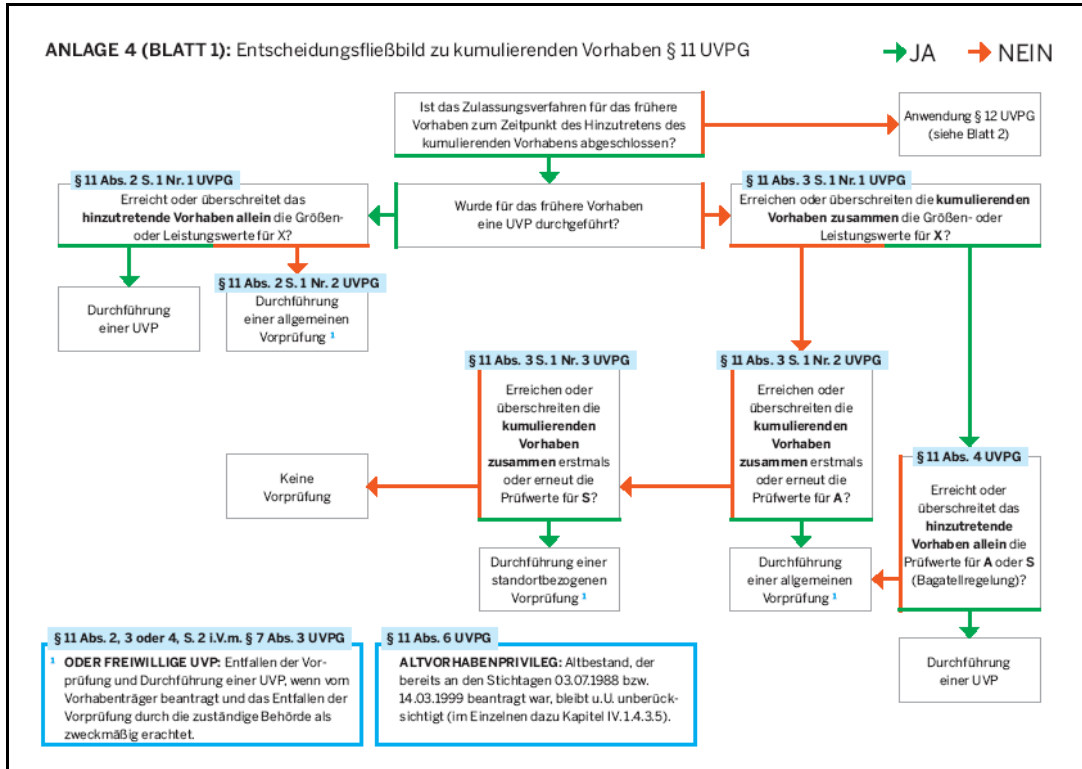 ANLAGE 4 (BLATT 1): Entscheidungsfließbild zu kumulierenden Vorhaben § 11 UVPG
JA
NEIN
Ist das Zulassungsverfahren für das frühere
Vorhaben zum Zeitpunkt des Hinzutretens des
kumulierenden Vorhabens abgeschlossen?
Anwendung § 12 UVPG
(siehe Blatt 2)
§ 11 Abs. 2 S. 1 Nr. 1 UVPG
Erreicht oder überschreitet das
hinzutretende Vorhaben allein die Größen-
oder Leistungswerte für X?
Wurde für das frühere Vorhaben
eine UVP durchgeführt?
§ 11 Abs. 3 S. 1 Nr. 1 UVPG
Erreichen oder überschreiten die kumulierenden
Vorhaben zusammen die Größen- oder
Leistungswerte für X?
Durchführung
einer UVP
§ 11 Abs. 2 S. 1 Nr. 2 UVPG
Durchführung
einer allgemeinen
Vorprüfung ¹
§ 11 Abs. 3 S. 1 Nr. 3 UVPG
Erreichen oder
überschreiten die
kumulierenden
Vorhaben
zusammen erstmals
oder erneut die
Prüfwerte für S?
§ 11 Abs. 3 S. 1 Nr. 2 UVPG
Erreichen oder
überschreiten die
kumulierenden
Vorhaben
zusammen erstmals
oder erneut die
Prüfwerte für A?
§ 11 Abs. 4 UVPG
Erreicht oder
überschreitet das
hinzutretende
Vorhaben allein die
Prüfwerte für A oder S
(Bagatellregelung)?
Keine
Vorprüfung
Durchführung einer
standortbezogenen
Vorprüfung ¹
Durchführung
einer allgemeinen
Vorprüfung ¹
Durchführung
einer UVP
§ 11 Abs. 2, 3 oder 4, S. 2 i.V.m. § 7 Abs. 3 UVPG
¹ ODER FREIWILLIGE UVP: Entfallen der Vor-
prüfung und Durchführung einer UVP, wenn vom
Vorhabenträger beantragt und das Entfallen der
Vorprüfung durch die zuständige Behörde als
zweckmäßig erachtet.
§ 11 Abs. 6 UVPG
ALTVORHABENPRIVILEG: Altbestand, der
bereits an den Stichtagen 03.07.1988 bzw.
14.03.1999 beantragt war, bleibt u.U. unberück-
sichtigt (im Einzelnen dazu Kapitel IV.1.4.3.5).